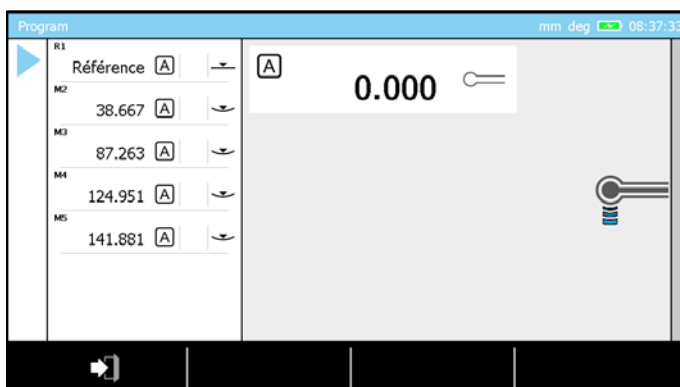 Program mm deg 08:37:33
R1
Référence A
A
0.000
M2
38.667 A
M3
87.263 A
M4
124.951 A
M5
141.881 A